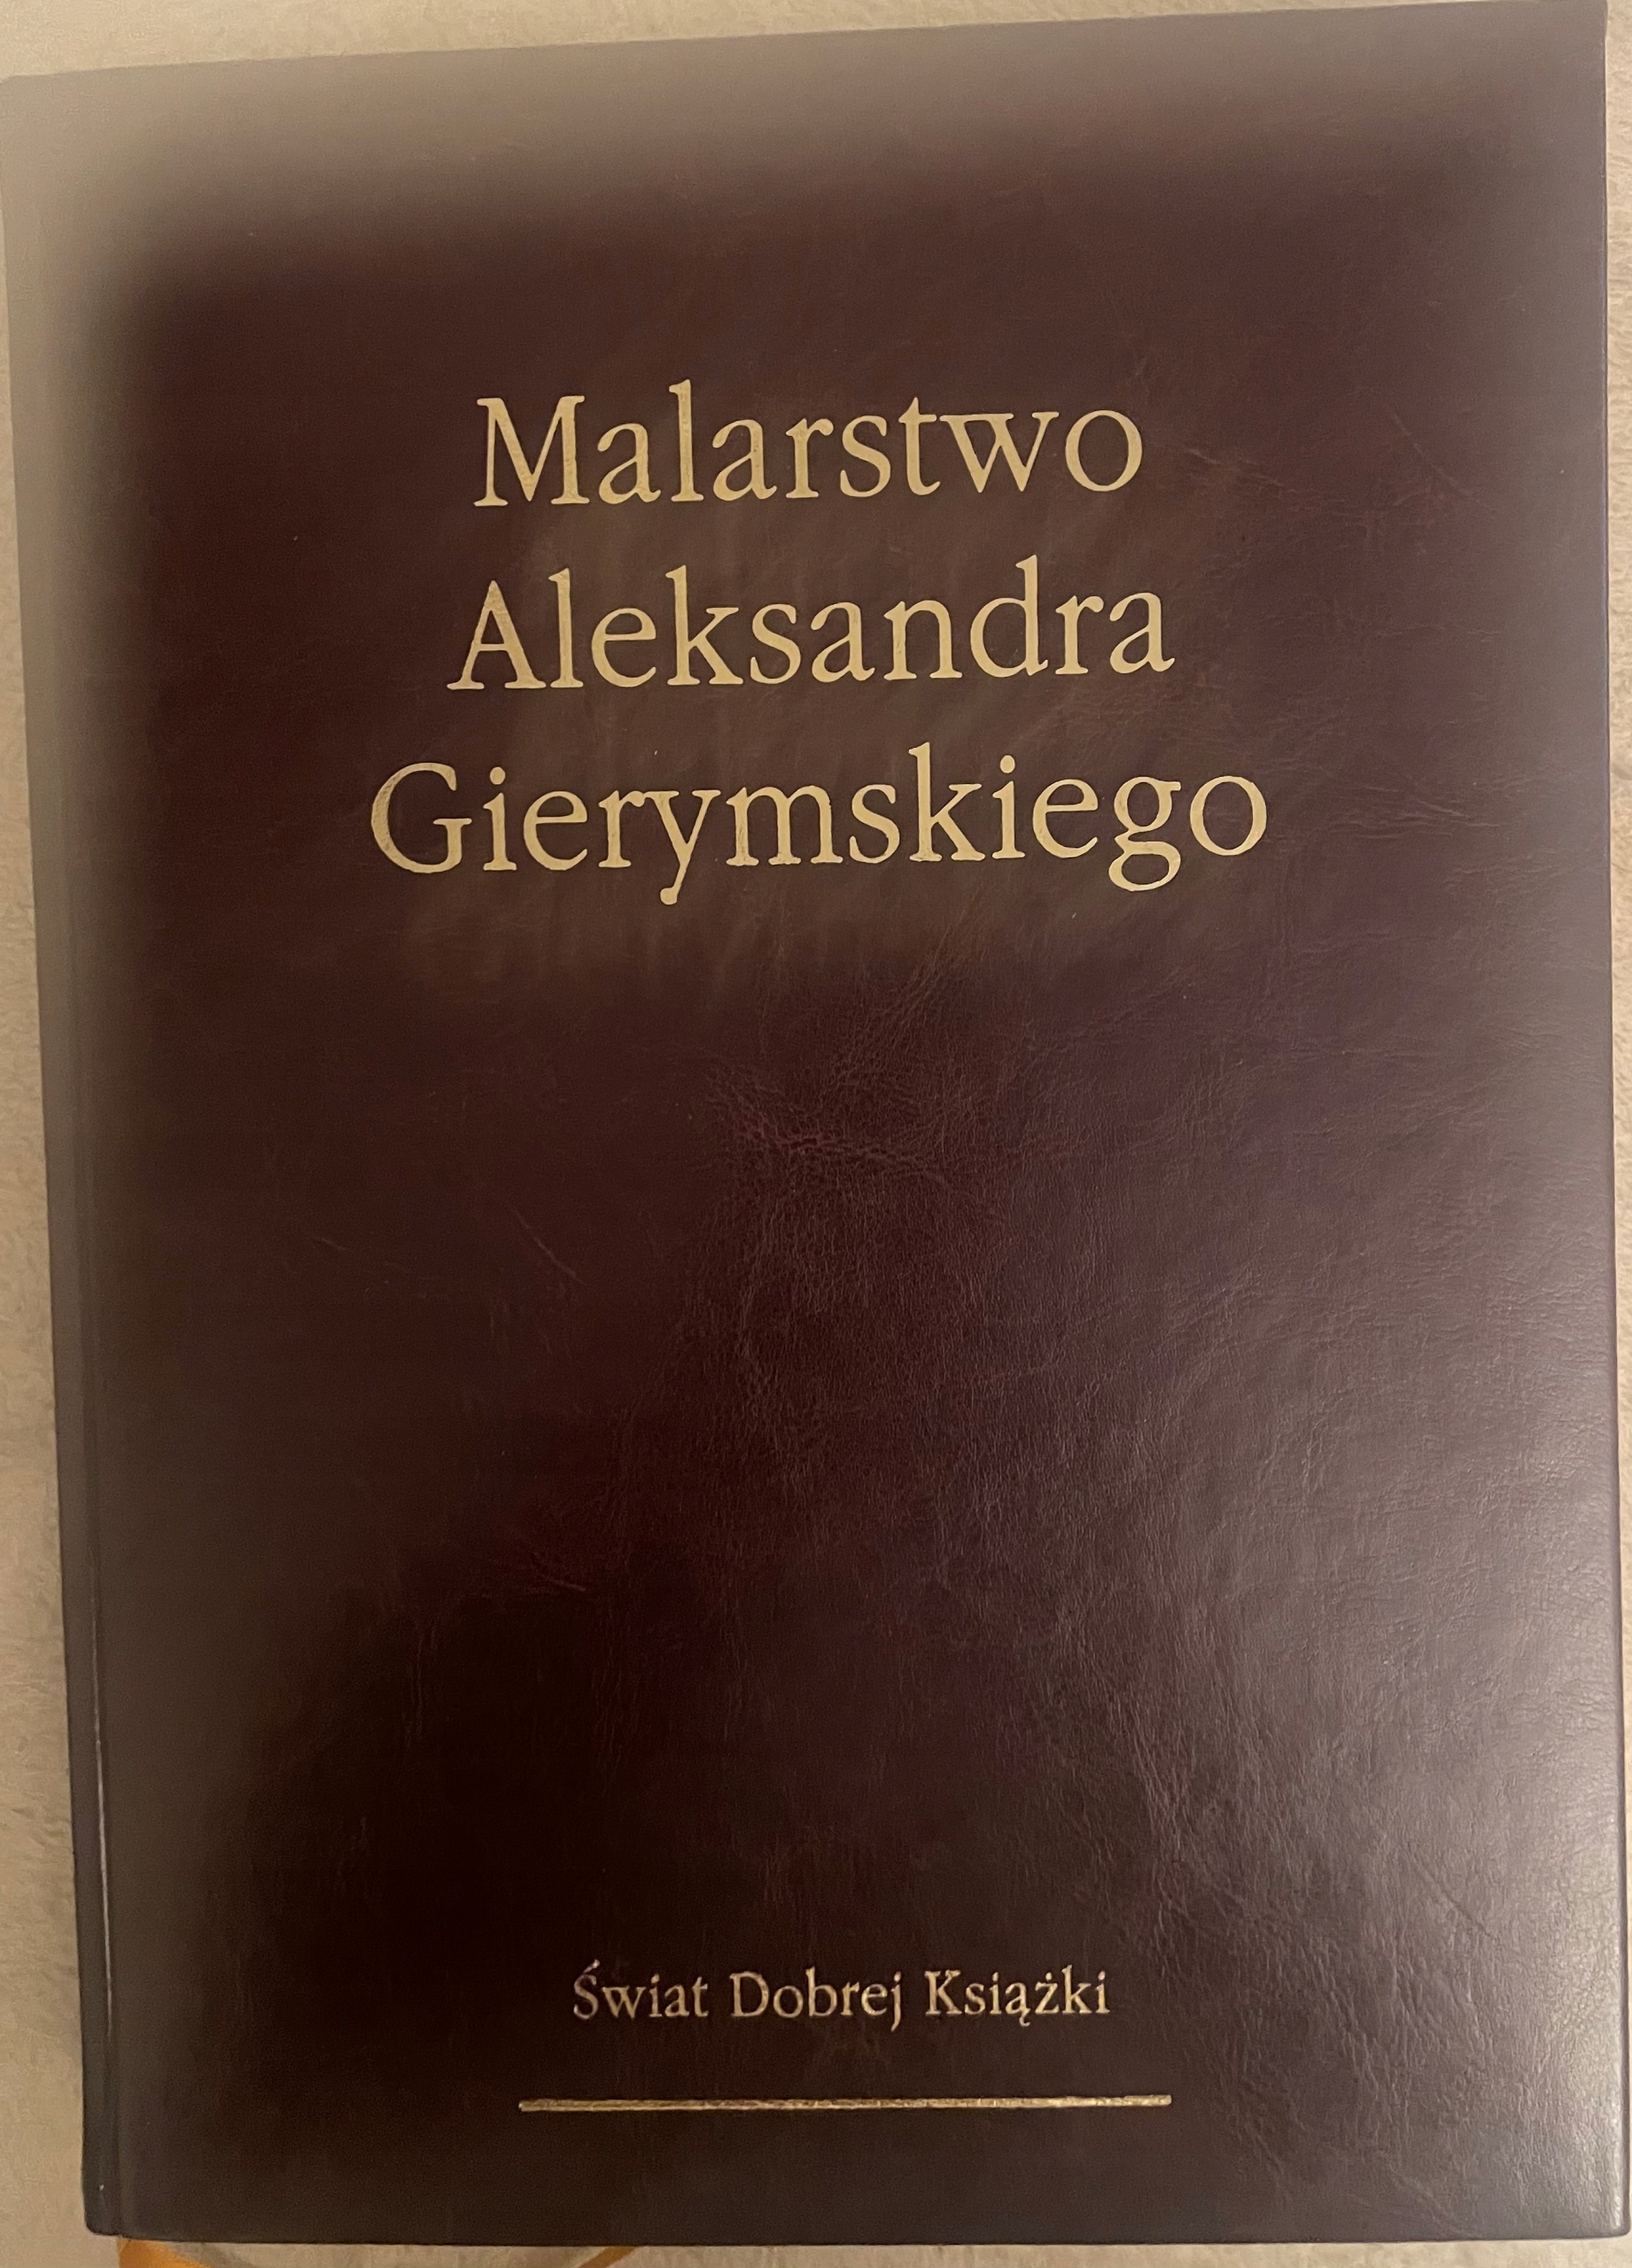 Malarstwo
Aleksandra
Gierymskiego
Świat Dobrej Książki